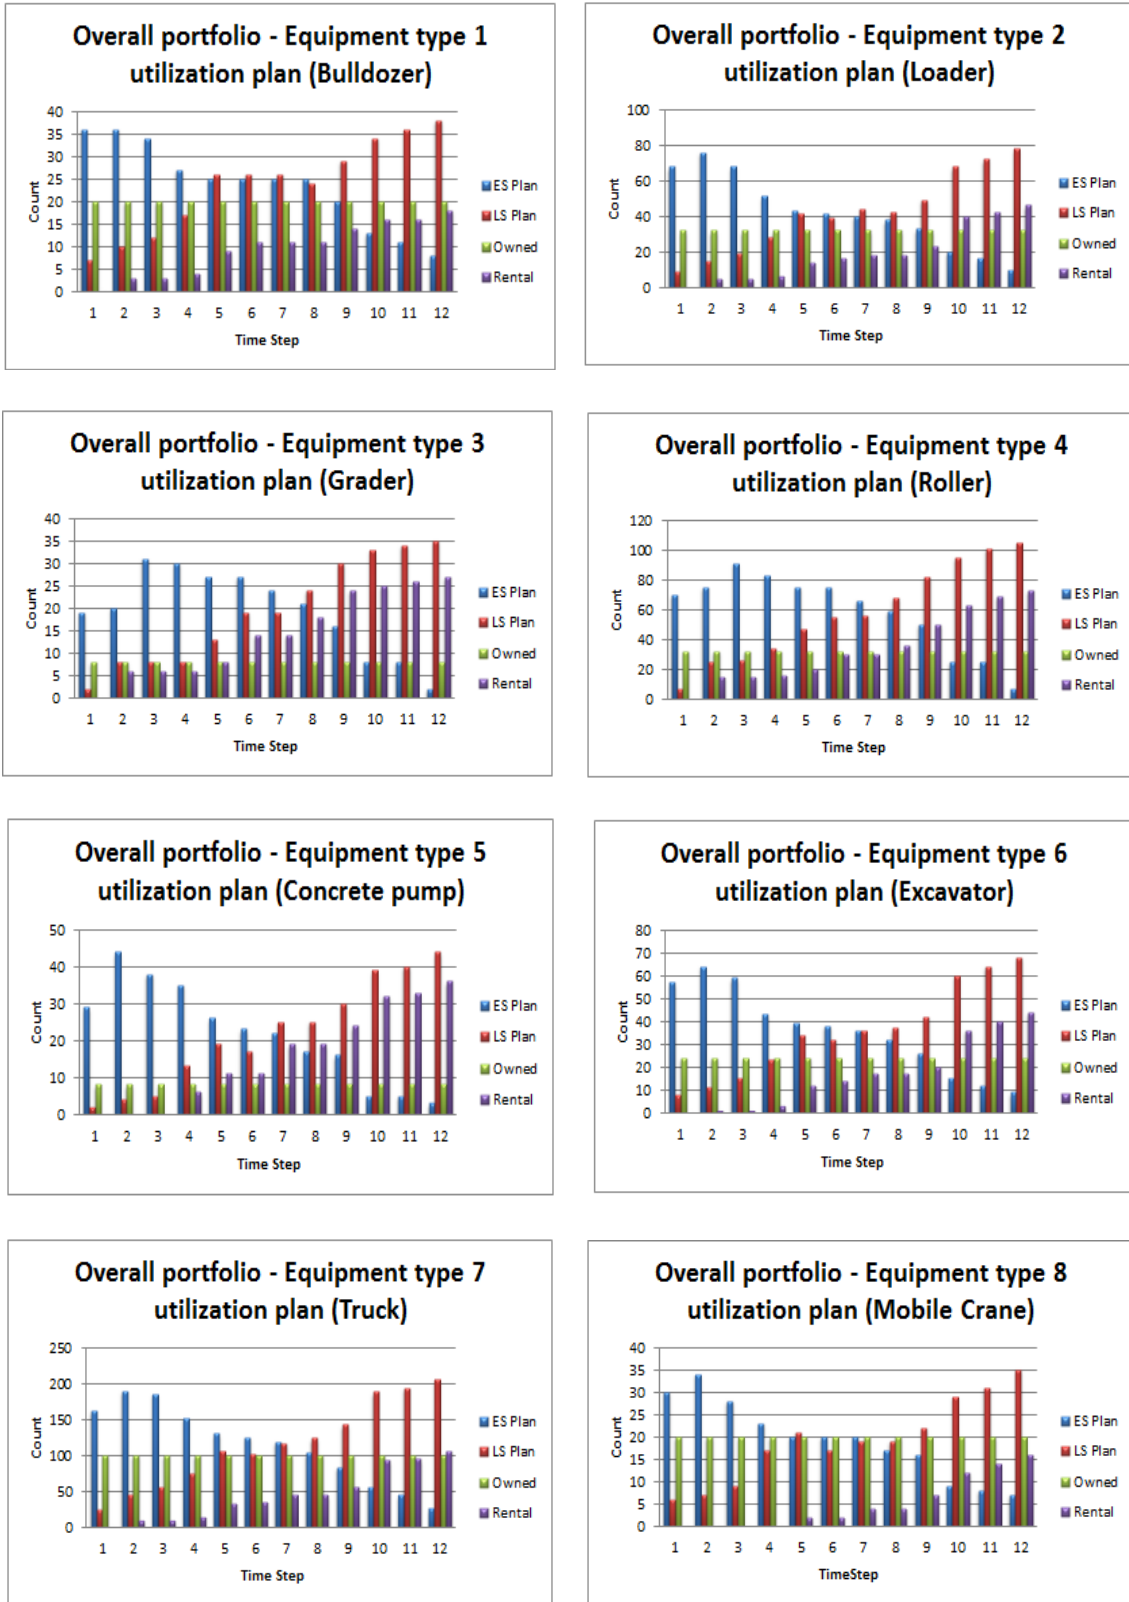 Overall portfolio - Equipment type 1
utilization plan (Bulldozer)
40
35
30
25
20
15
10
5
0
Count
1 2 3 4 5 6 7 8 9 10 11 12
Time Step
ES Plan
LS Plan
Owned
Rental
Overall portfolio - Equipment type 2
utilization plan (Loader)
100
80
60
40
20
0
Count
1 2 3 4 5 6 7 8 9 10 11 12
Time Step
ES Plan
LS Plan
Owned
Rental
Overall portfolio - Equipment type 3
utilization plan (Grader)
40
35
30
25
20
15
10
5
0
Count
1 2 3 4 5 6 7 8 9 10 11 12
Time Step
ES Plan
LS Plan
Owned
Rental
Overall portfolio - Equipment type 4
utilization plan (Roller)
120
100
80
60
40
20
0
Count
1 2 3 4 5 6 7 8 9 10 11 12
Time Step
ES Plan
LS Plan
Owned
Rental
Overall portfolio - Equipment type 5
utilization plan (Concrete pump)
50
40
30
20
10
0
Count
1 2 3 4 5 6 7 8 9 10 11 12
Time Step
ES Plan
LS Plan
Owned
Rental
Overall portfolio - Equipment type 6
utilization plan (Excavator)
80
70
60
50
40
30
20
10
0
Count
1 2 3 4 5 6 7 8 9 10 11 12
Time Step
ES Plan
LS Plan
Owned
Rental
Overall portfolio - Equipment type 7
utilization plan (Truck)
250
200
150
100
50
0
Count
1 2 3 4 5 6 7 8 9 10 11 12
Time Step
ES Plan
LS Plan
Owned
Rental
Overall portfolio - Equipment type 8
utilization plan (Mobile Crane)
40
35
30
25
20
15
10
5
0
Count
1 2 3 4 5 6 7 8 9 10 11 12
TimeStep
ES Plan
LS Plan
Owned
Rental